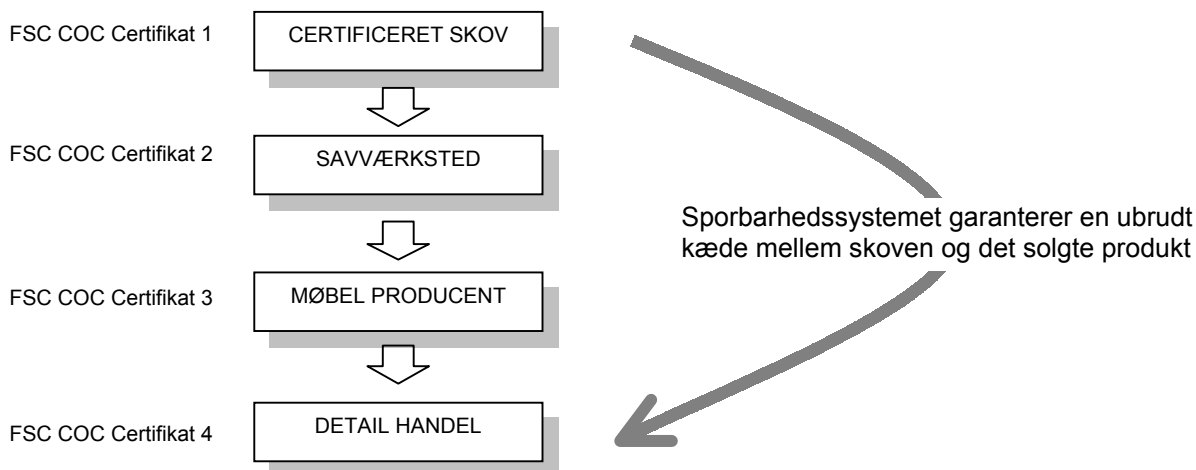 FSC COC Certifikat 1
CERTIFICERET SKOV
FSC COC Certifikat 2
SAVVÆRKSTED
Sporbarhedssystemet garanterer en ubrudt
kæde mellem skoven og det solgte produkt
FSC COC Certifikat 3
MØBEL PRODUCENT
FSC COC Certifikat 4
DETAIL HANDEL